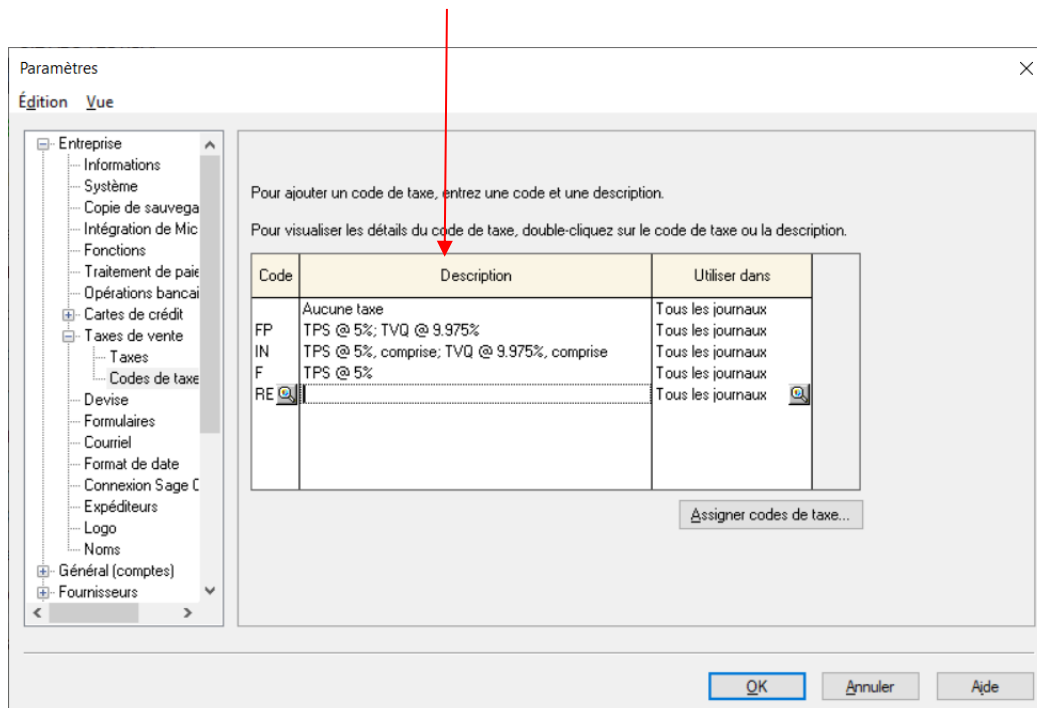 Paramètres
Édition Vue
Entreprise
Informations
Système
Copie de sauvega
Intégration de Mic
Fonctions
Traitement de paie
Opérations bancai
Cartes de crédit
Taxes de vente
Taxes
Codes de taxe
Devise
Formulaires
Courriel
Format de date
Connexion Sage C
Expéditeurs
Logo
Noms
Général (comptes)
Fournisseurs
Pour ajouter un code de taxe, entrez une code et une description.
Pour visualiser les détails du code de taxe, double-cliquez sur le code de taxe ou la description.
Code Description Utiliser dans
Aucune taxe Tous les journaux
FP TPS @ 5%; TVQ @ 9.975% Tous les journaux
IN TPS @ 5%, comprise; TVQ @ 9.975%, comprise Tous les journaux
F TPS @ 5% Tous les journaux
RE Tous les journaux
Assigner codes de taxe...
OK Annuler Aide